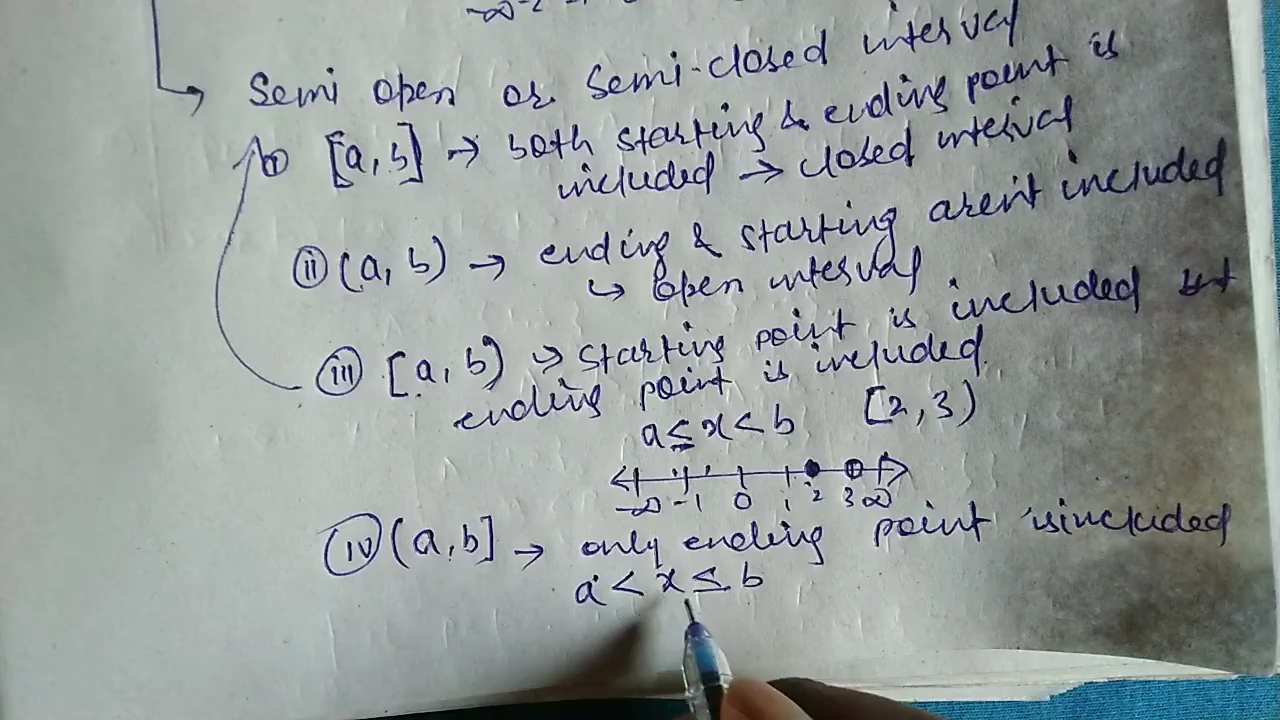 -∞ -2 -1
Semi open or Semi-closed interval
(i) [a, b] → both starting & ending point is
included → closed interval
(ii) (a, b) → ending & starting aren't included
↳ open interval
(iii) [a, b) → starting point is included but
ending point is included.
a ≤ x < b [2, 3)
-∞ -1 0 1 2 3 ∞
(iv) (a, b] → only ending point is included
a < x ≤ b